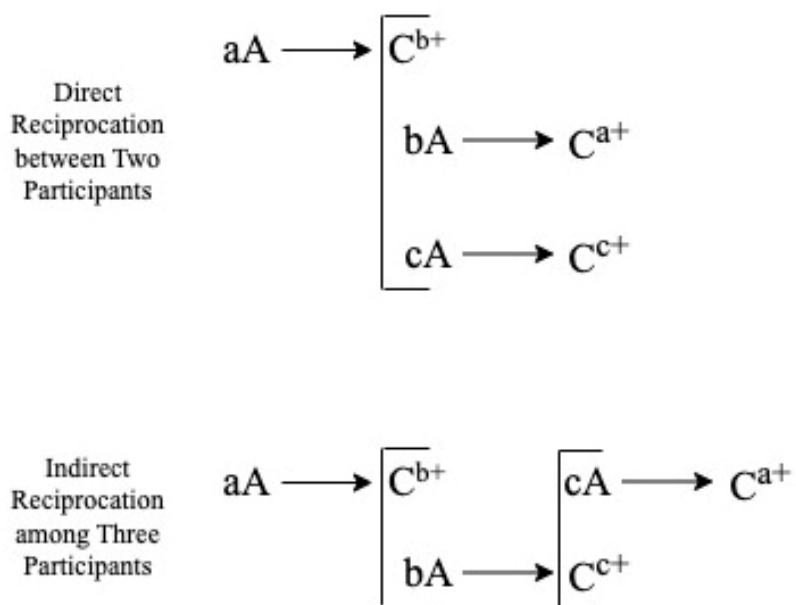 aA → C^b+
Direct
Reciprocation
between Two
Participants
bA → C^a+
cA → C^c+
Indirect
Reciprocation
among Three
Participants
aA → C^b+
cA → C^a+
bA → C^c+